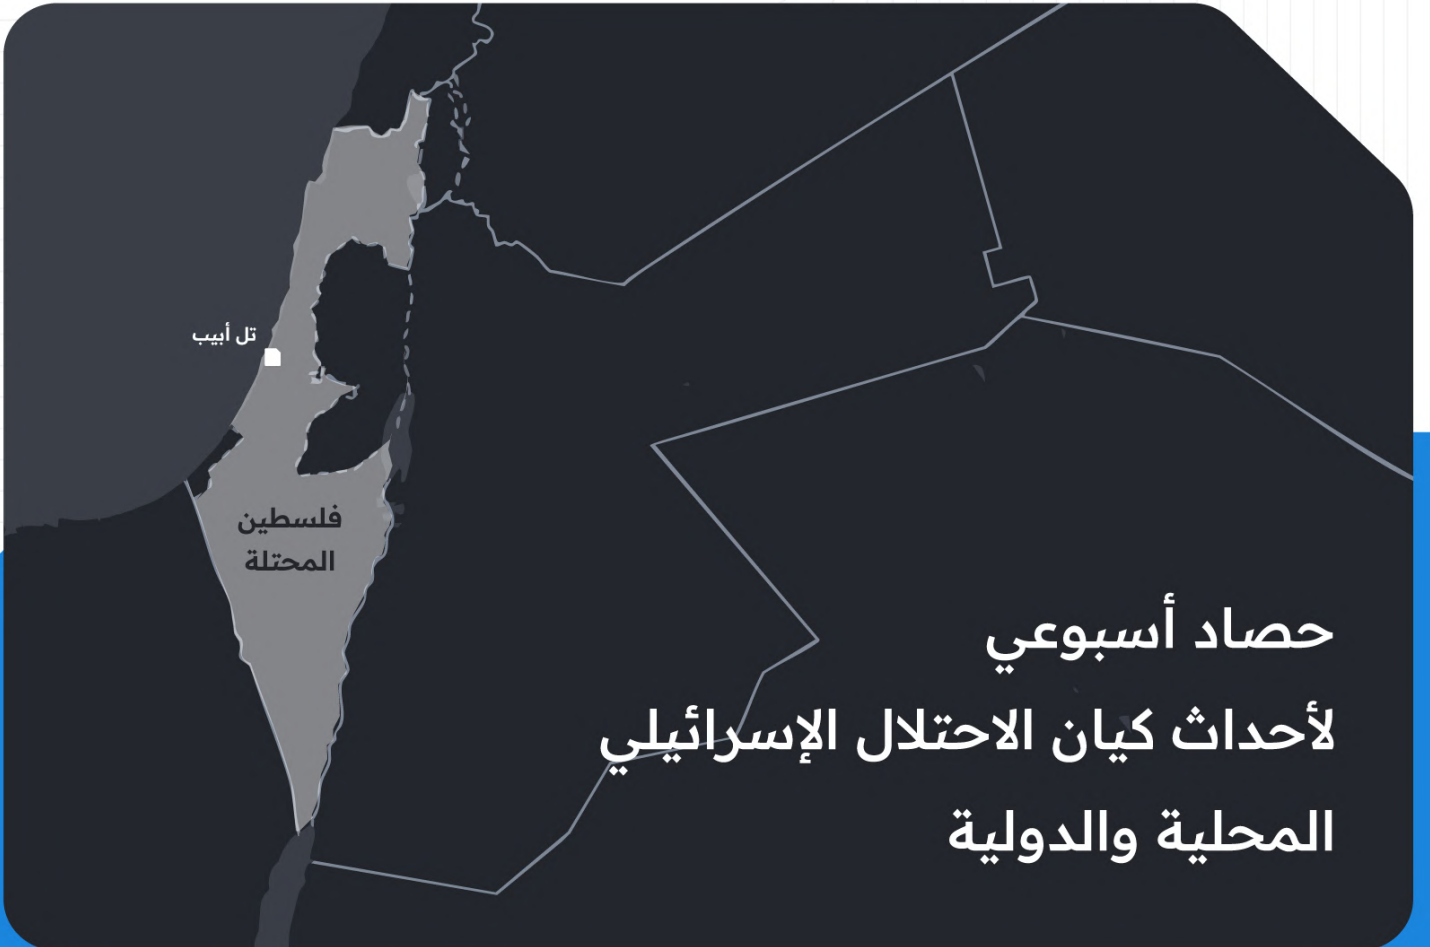 تل أبيب
فلسطين
المحتلة
حصاد أسبوعي
لأحداث كيان الاحتلال الإسرائيلي
المحلية والدولية